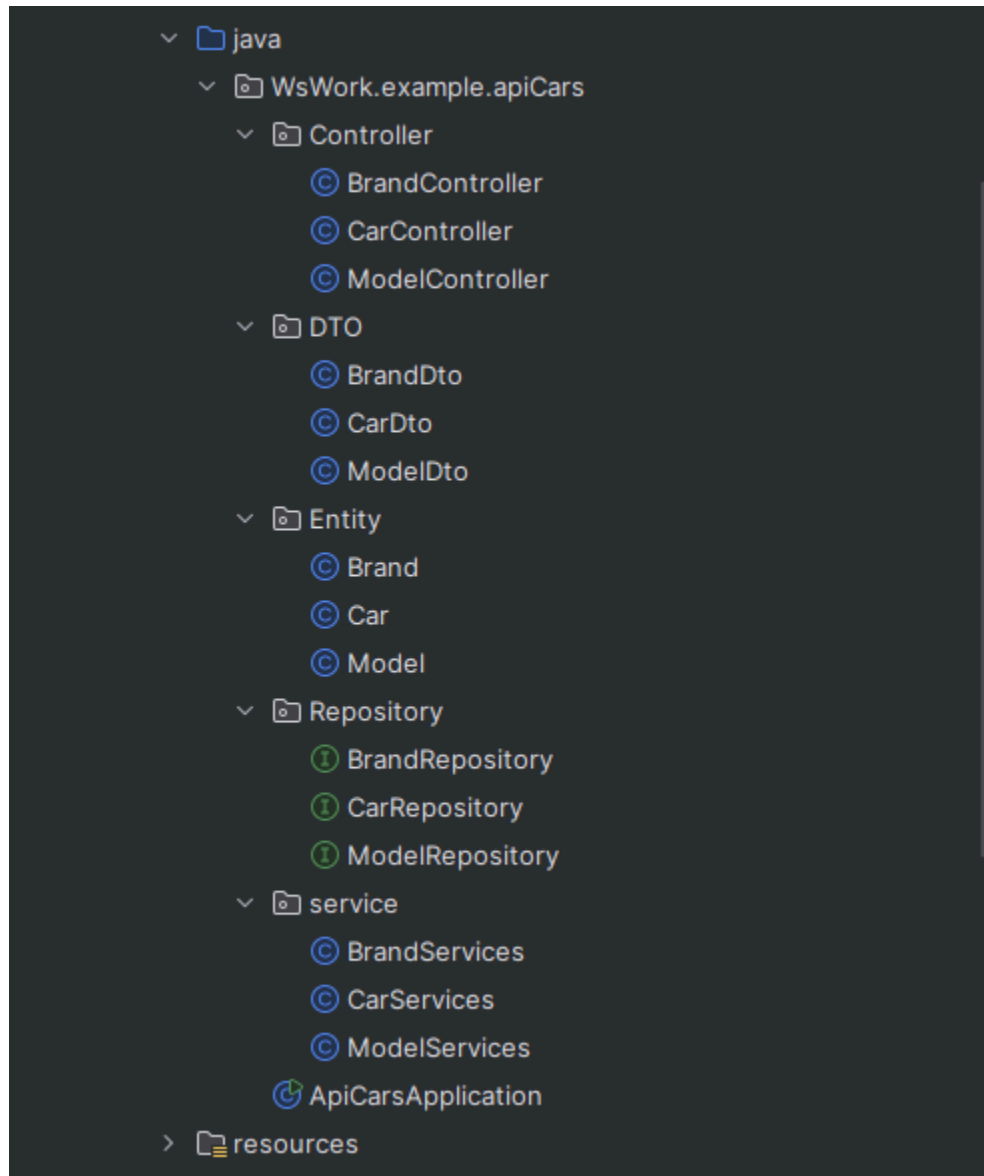 java
WsWork.example.apiCars
Controller
BrandController
CarController
ModelController
DTO
BrandDto
CarDto
ModelDto
Entity
Brand
Car
Model
Repository
BrandRepository
CarRepository
ModelRepository
service
BrandServices
CarServices
ModelServices
ApiCarsApplication
resources